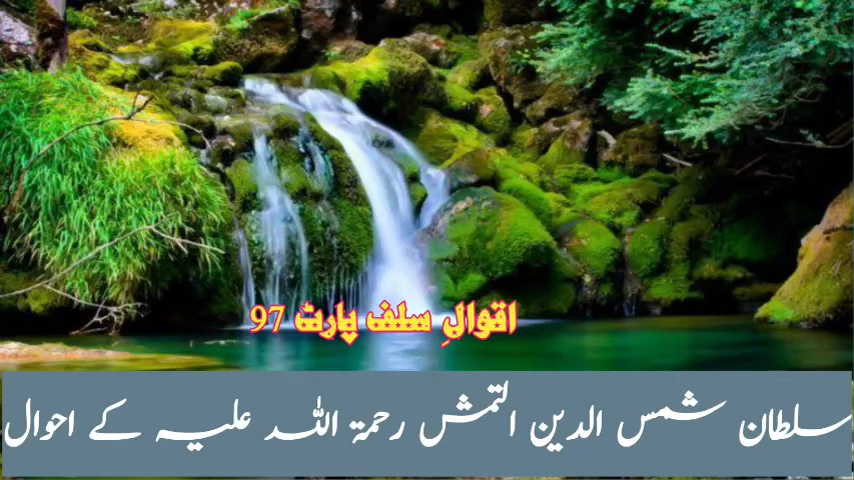 اقوالِ سلف پارٹ 97
سلطان شمس الدین التمش رحمۃ اللہ علیہ کے احوال